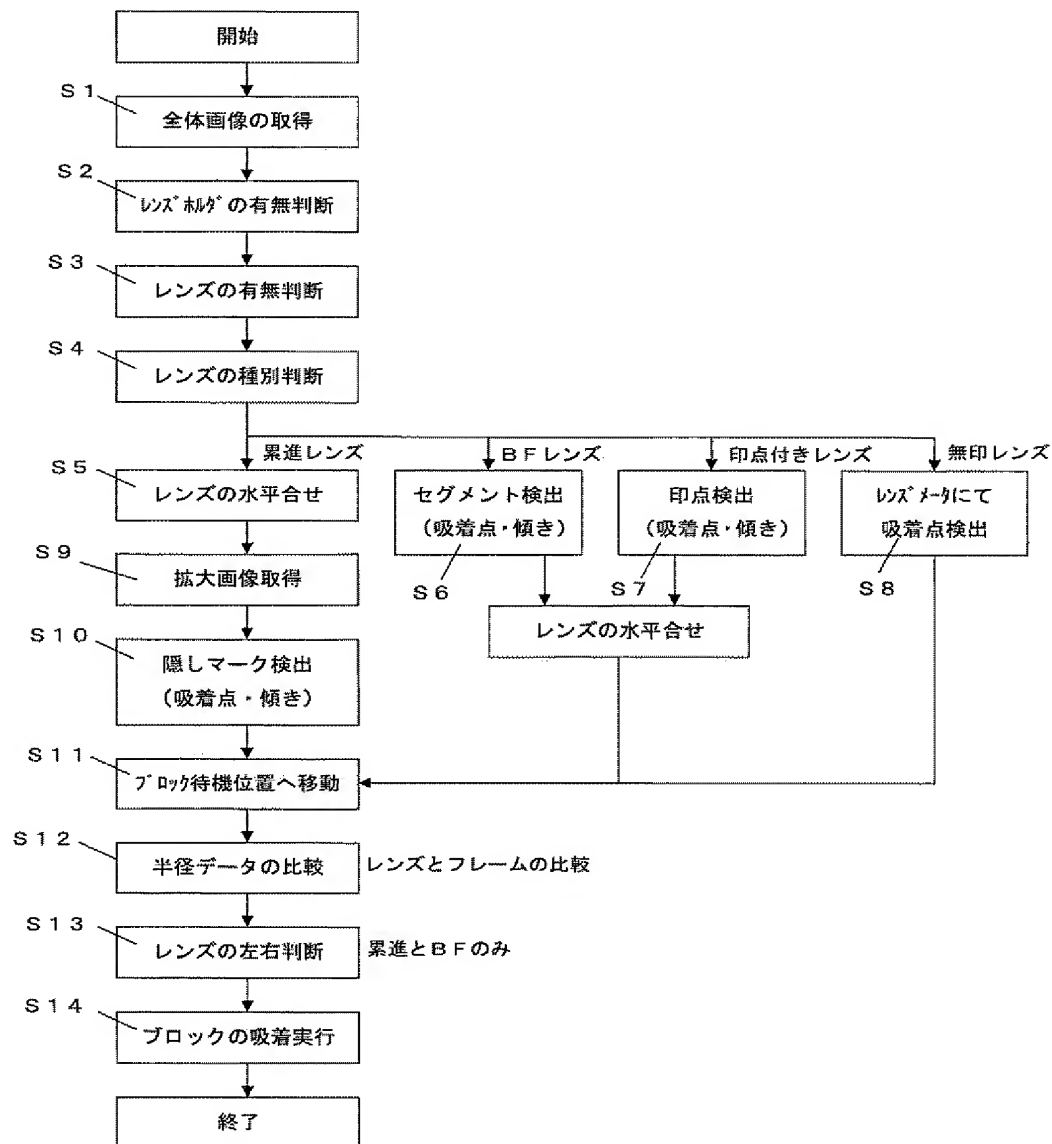 開始
S1
全体画像の取得
S2
ﾚﾝｽﾞﾎﾙﾀﾞの有無判断
S3
レンズの有無判断
S4
レンズの種別判断
累進レンズ
BFレンズ
印点付きレンズ
無印レンズ
S5
レンズの水平合せ
セグメント検出
(吸着点・傾き)
S6
印点検出
(吸着点・傾き)
S7
ﾚﾝｽﾞﾒｰﾀにて
吸着点検出
S8
レンズの水平合せ
S9
拡大画像取得
S10
隠しマーク検出
(吸着点・傾き)
S11
ﾌﾞﾛｯｸ待機位置へ移動
S12
半径データの比較
レンズとフレームの比較
S13
レンズの左右判断
累進とBFのみ
S14
ブロックの吸着実行
終了